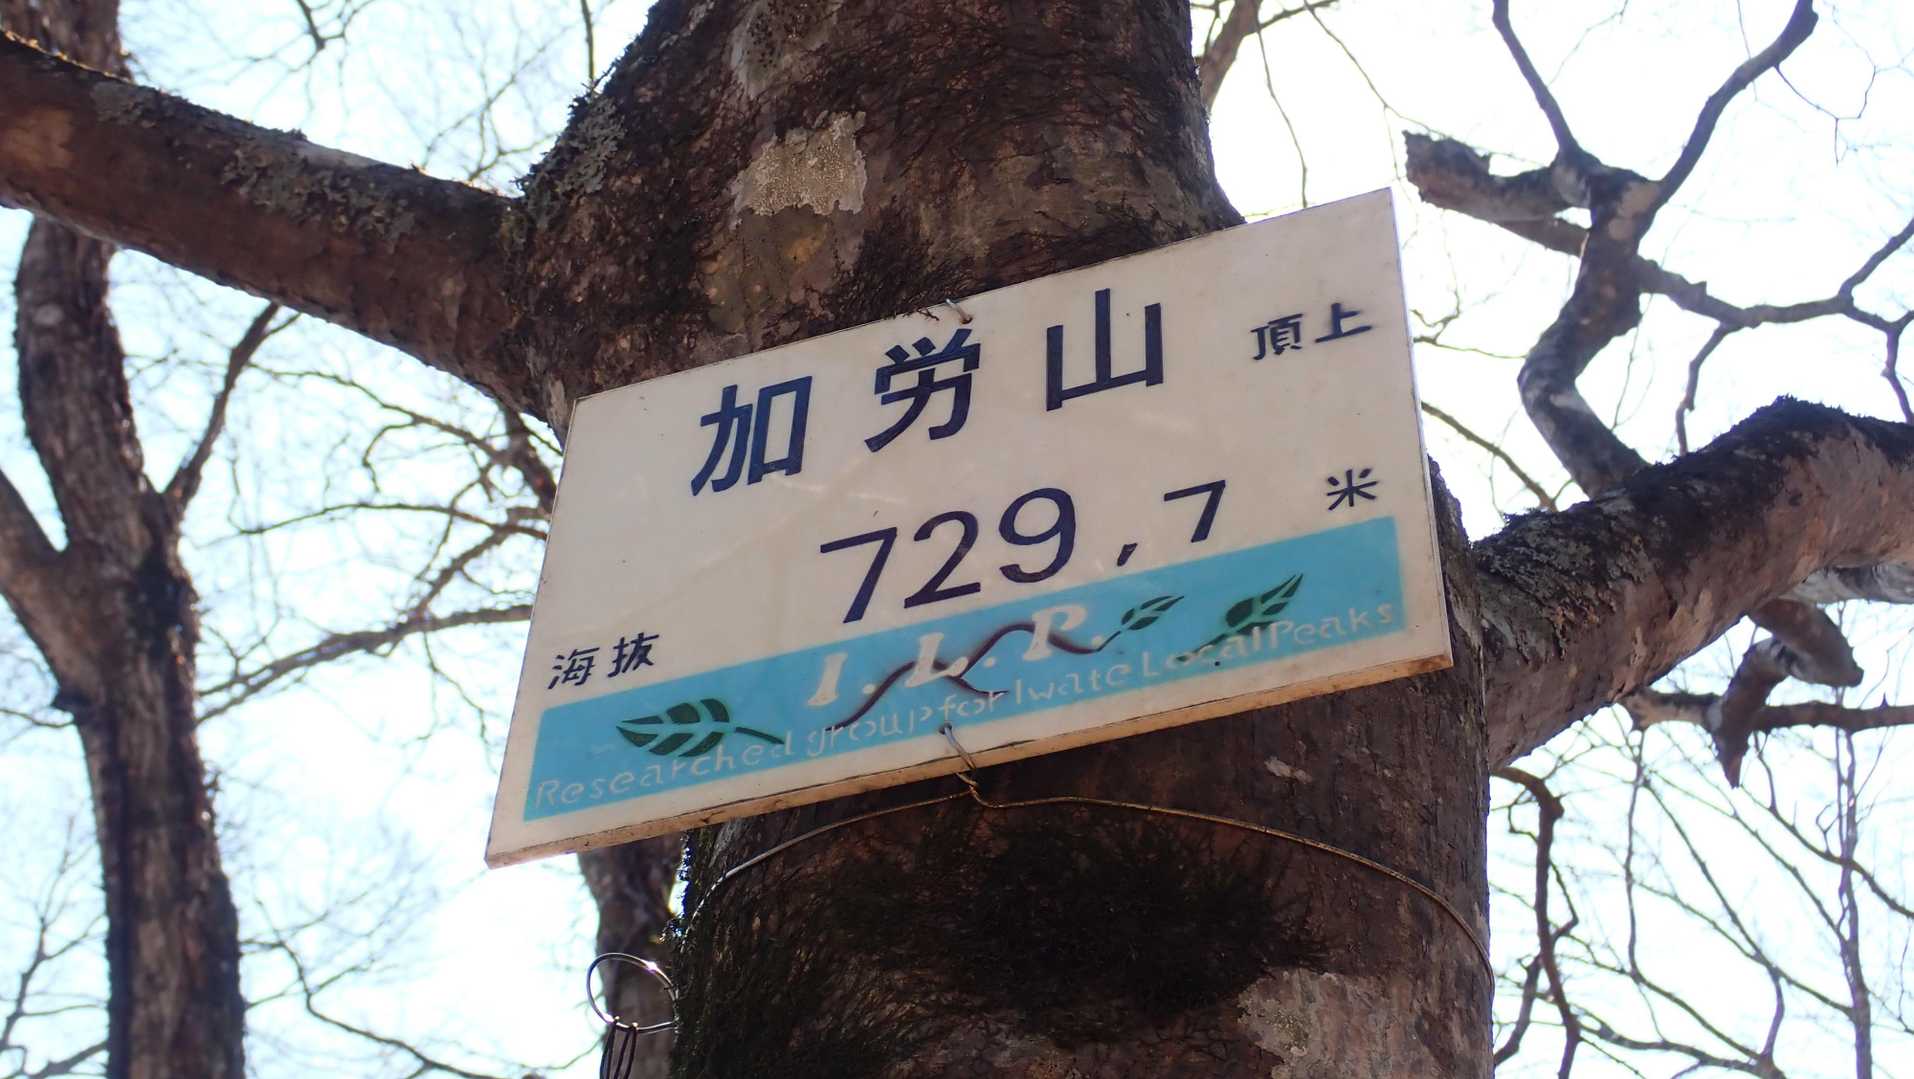 加労山 頂上
海抜 729,7 米
I.L.P.
Researched group for Iwate Local Peaks